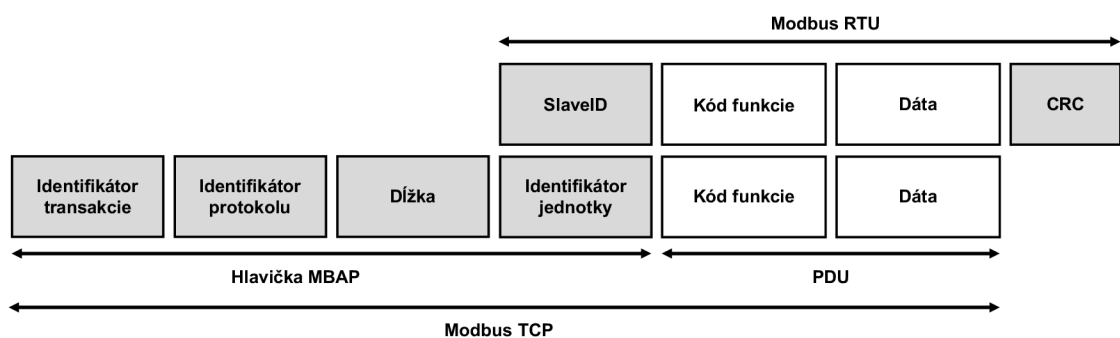 Modbus RTU
SlaveID
Kód funkcie
Dáta
CRC
Identifikátor
transakcie
Identifikátor
protokolu
Dĺžka
Identifikátor
jednotky
Kód funkcie
Dáta
Hlavička MBAP
PDU
Modbus TCP